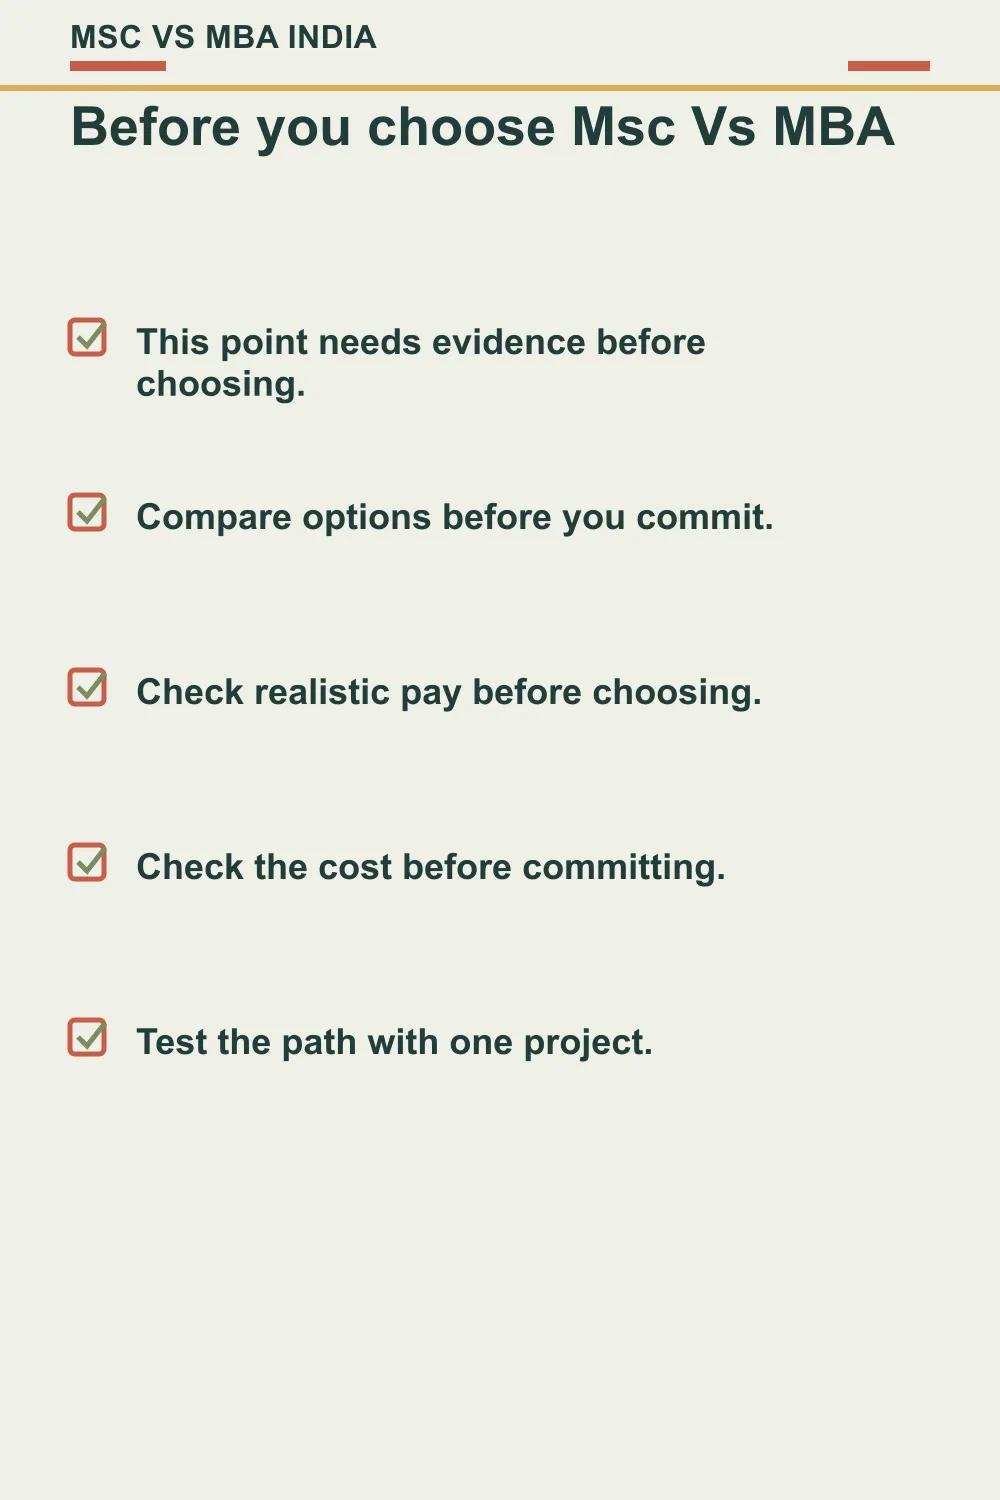 MSC VS MBA INDIA
Before you choose Msc Vs MBA
This point needs evidence before
choosing.
Compare options before you commit.
Check realistic pay before choosing.
Check the cost before committing.
Test the path with one project.